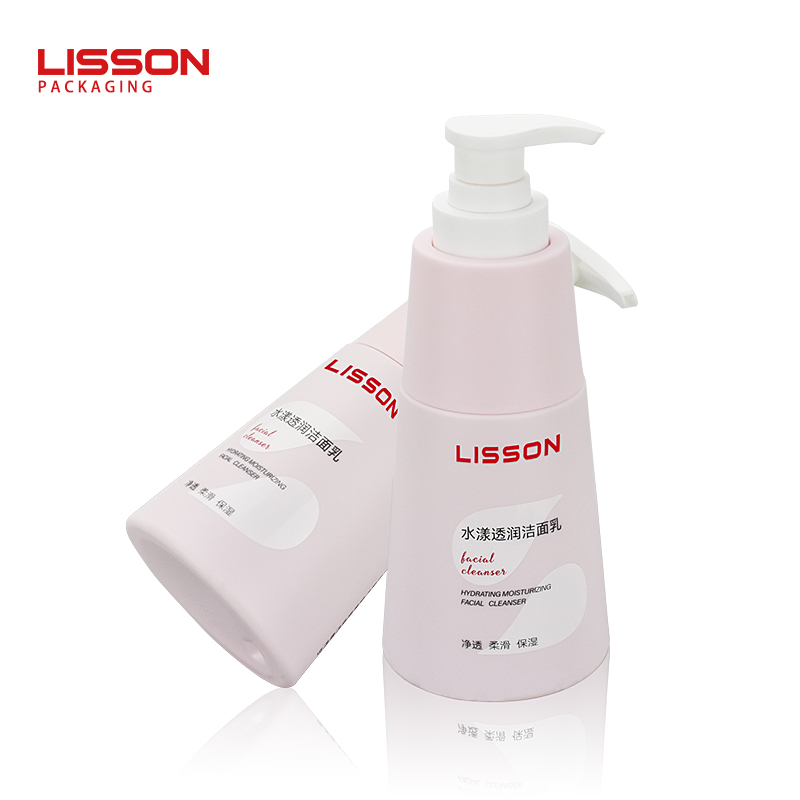 LISSON
PACKAGING
LISSON
水漾透润洁面乳
facial
cleanser
HYDRATING MOISTURIZING
FACIAL CLEANSER
净透 柔滑 保湿
LISSON
水漾透润洁面乳
facial
cleanser
HYDRATING MOISTURIZING
FACIAL CLEANSER
净透 柔滑 保湿